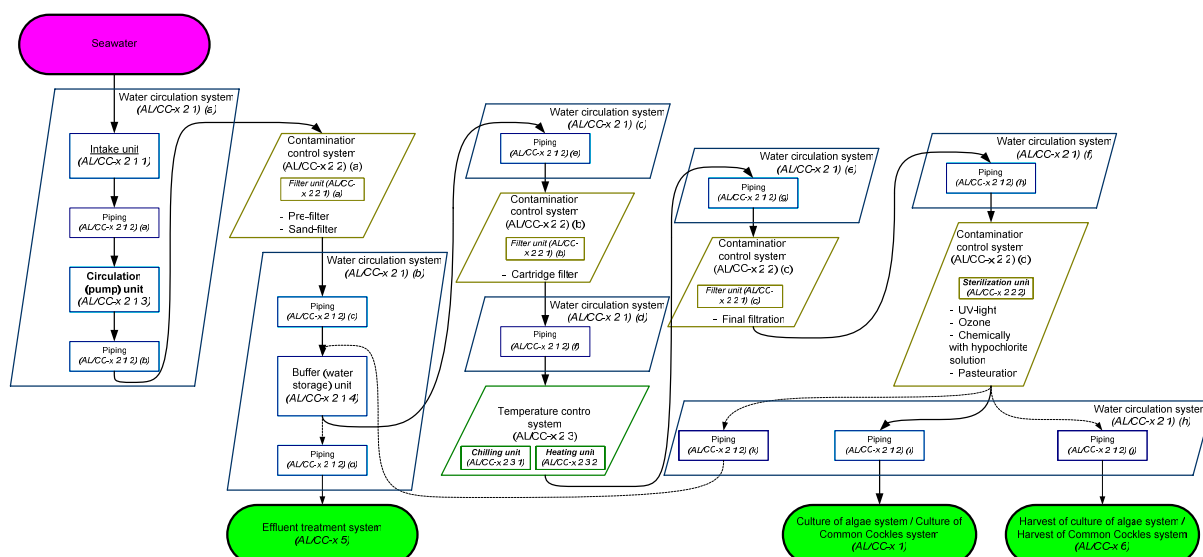 Seawater
Water circulation system
(AL/CC-x 2 1) (a)
Intake unit
(AL/CC-x 2 1 1)
Piping
(AL/CC-x 2 1 2) (a)
Circulation
(pump) unit
(AL/CC-x 2 1 3)
Piping
(AL/CC-x 2 1 2) (b)
Contamination
control system
(AL/CC-x 2 2) (a)
Filter unit (AL/CC-
x 2 2 1) (a)
- Pre-filter
- Sand-filter
Water circulation system
(AL/CC-x 2 1) (b)
Piping
(AL/CC-x 2 1 2) (c)
Buffer (water
storage) unit
(AL/CC-x 2 1 4)
Piping
(AL/CC-x 2 1 2) (d)
Effluent treatment system
(AL/CC-x 5)
Water circulation system
(AL/CC-x 2 1) (c)
Piping
(AL/CC-x 2 1 2) (e)
Contamination
control system
(AL/CC-x 2 2) (b)
Filter unit (AL/CC-
x 2 2 1) (b)
- Cartridge filter
Water circulation system
(AL/CC-x 2 1) (d)
Piping
(AL/CC-x 2 1 2) (f)
Temperature contro
system
(AL/CC-x 2 3)
Chilling unit
(AL/CC-x 2 3 1)
Heating unit
(AL/CC-x 2 3 2
Water circulation system
(AL/CC-x 2 1) (e)
Piping
(AL/CC-x 2 1 2) (g)
Contamination
control system
(AL/CC-x 2 2) (c)
Filter unit (AL/CC-
x 2 2 1)
- Final filtration
Water circulation system
(AL/CC-x 2 1) (f)
Piping
(AL/CC-x 2 1 2) (h)
Contamination
control system
(AL/CC-x 2 2) (d)
Sterilization unit
(AL/CC-x 2 2 2)
- UV-light
- Ozone
- Chemically
with hypochlorite
solution
- Pasteuration
Water circulation system
(AL/CC-x 2 1) (h)
Piping
(AL/CC-x 2 1 2) (k)
Piping
(AL/CC-x 2 1 2) (i)
Piping
(AL/CC-x 2 1 2) (j)
Culture of algae system / Culture of
Common Cockles system
(AL/CC-x 1)
Harvest of culture of algae system /
Harvest of Common Cockles system
(AL/CC-x 6)